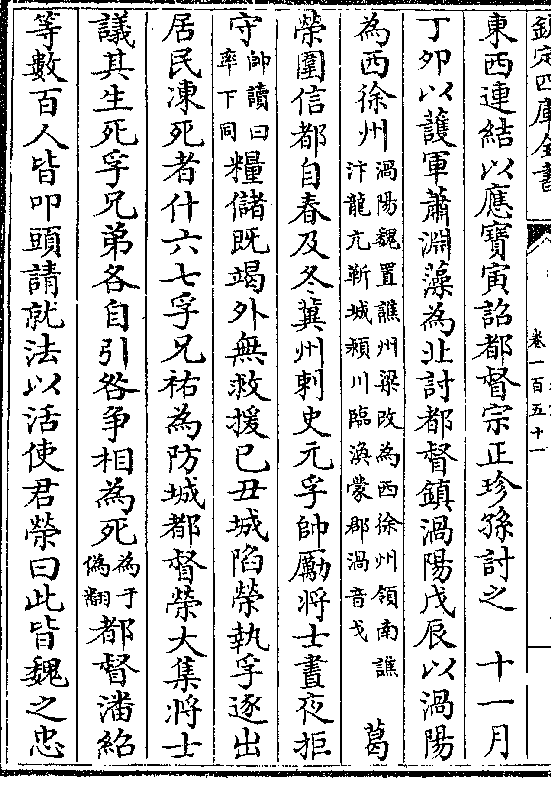 欽定四庫全書
卷一百五十一
東西連結以應寶寅詔都督宗正珍孫討之　十一月
丁卯以護軍蕭淵藻為北討都督鎮渦陽戊辰以渦陽
為西徐州渦陽魏置譙州梁改為西徐州領南譙汴龍亢蘄城潁川臨渙蒙郡渦音戈　葛
榮圍信都自春及冬冀州刺史元孚帥勵將士晝夜拒
守帥讀曰率下同糧儲既竭外無救援己丑城陷榮執孚逐出
居民凍死者什六七孚兄祐為防城都督榮大集將士
議其生死孚兄弟各自引咎爭相為死為于偽翻都督潘紹
等數百人皆叩頭請就法以活使君榮曰此皆魏之忠